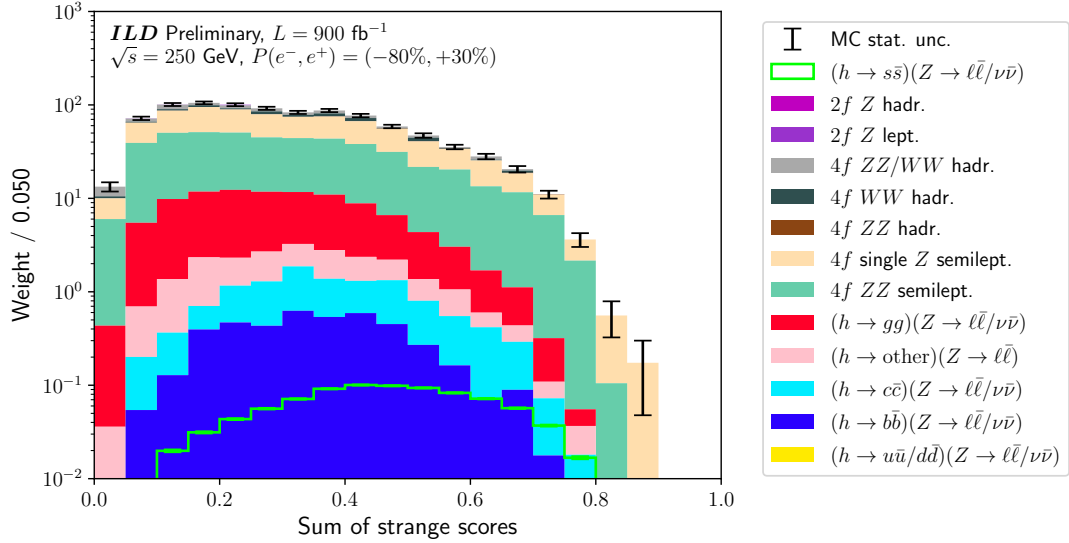 ILD Preliminary, L = 900 fb⁻¹
√s = 250 GeV, P(e⁻, e⁺) = (−80%, +30%)
Weight / 0.050
10³
10²
10¹
10⁰
10⁻¹
10⁻²
0.0 0.2 0.4 0.6 0.8 1.0
Sum of strange scores
MC stat. unc.
(h → ss̄)(Z → ℓℓ̄/νν̄)
2f Z hadr.
2f Z lept.
4f ZZ/WW hadr.
4f WW hadr.
4f ZZ hadr.
4f single Z semilept.
4f ZZ semilept.
(h → gg)(Z → ℓℓ̄/νν̄)
(h → other)(Z → ℓℓ̄)
(h → cc̄)(Z → ℓℓ̄/νν̄)
(h → bb̄)(Z → ℓℓ̄/νν̄)
(h → uū/dd̄)(Z → ℓℓ̄/νν̄)